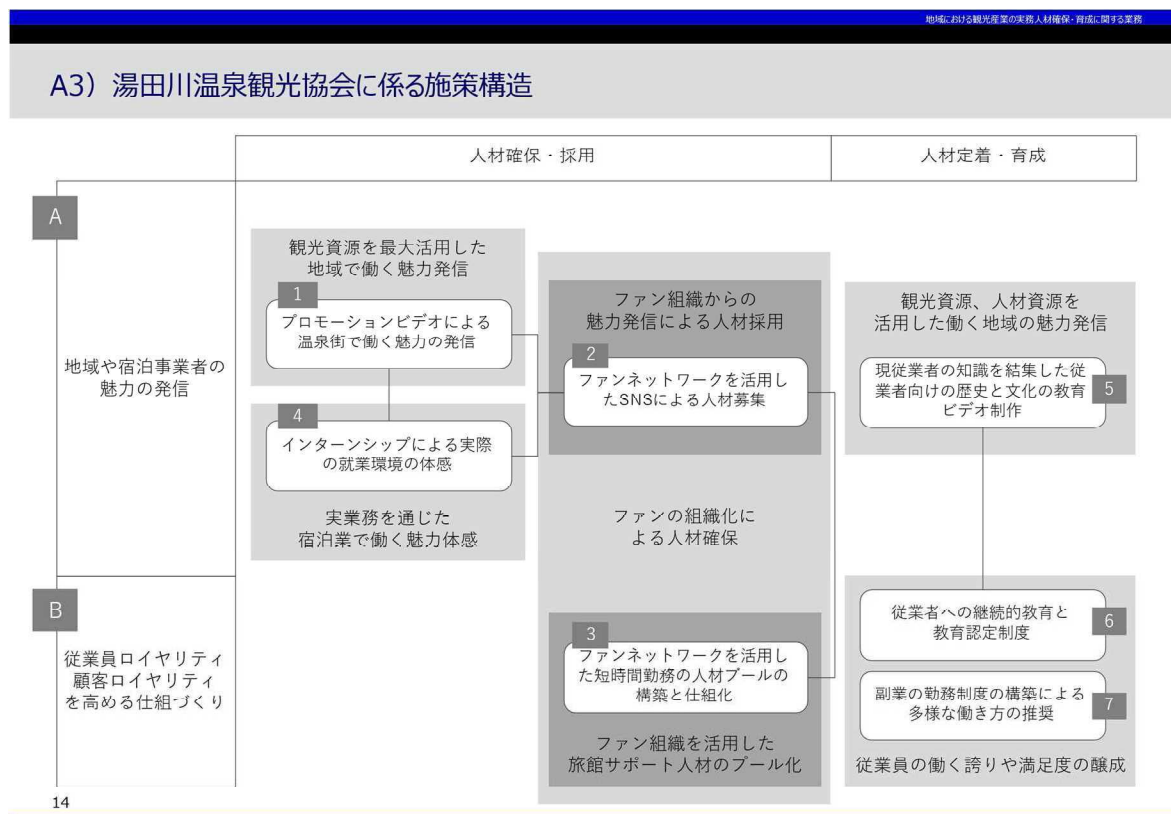 地域における観光産業の実務人材確保・育成に関する業務
A3）湯田川温泉観光協会に係る施策構造
人材確保・採用
人材定着・育成
A
地域や宿泊事業者の
魅力の発信
観光資源を最大活用した
地域で働く魅力発信
1
プロモーションビデオによる
温泉街で働く魅力の発信
4
インターンシップによる実際
の就業環境の体感
実業務を通じた
宿泊業で働く魅力体感
ファン組織からの
魅力発信による人材採用
2
ファンネットワークを活用し
たSNSによる人材募集
ファンの組織化に
よる人材確保
観光資源、人材資源を
活用した働く地域の魅力発信
現従業者の知識を結集した従
業者向けの歴史と文化の教育
ビデオ制作
5
B
従業員ロイヤリティ
顧客ロイヤリティ
を高める仕組づくり
3
ファンネットワークを活用し
た短時間勤務の人材プールの
構築と仕組化
ファン組織を活用した
旅館サポート人材のプール化
従業者への継続的教育と
教育認定制度
6
副業の勤務制度の構築による
多様な働き方の推奨
7
従業員の働く誇りや満足度の醸成
14